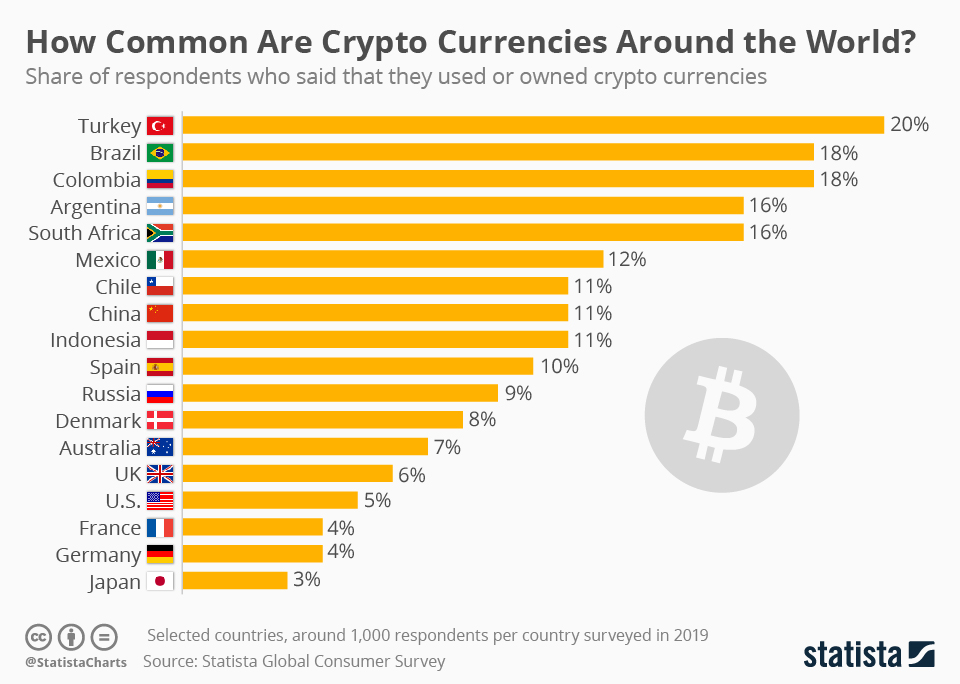 How Common Are Crypto Currencies Around the World?
Share of respondents who said that they used or owned crypto currencies
Turkey 20%
Brazil 18%
Colombia 18%
Argentina 16%
South Africa 16%
Mexico 12%
Chile 11%
China 11%
Indonesia 11%
Spain 10%
Russia 9%
Denmark 8%
Australia 7%
UK 6%
U.S. 5%
France 4%
Germany 4%
Japan 3%
cc Selected countries, around 1,000 respondents per country surveyed in 2019
@StatistaCharts Source: Statista Global Consumer Survey
statista